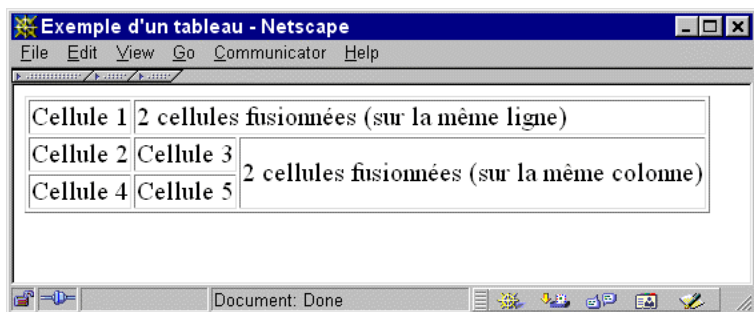 Exemple d'un tableau - Netscape
File Edit View Go Communicator Help
Cellule 1 2 cellules fusionnées (sur la même ligne)
Cellule 2 Cellule 3
2 cellules fusionnées (sur la même colonne)
Cellule 4 Cellule 5
Document: Done